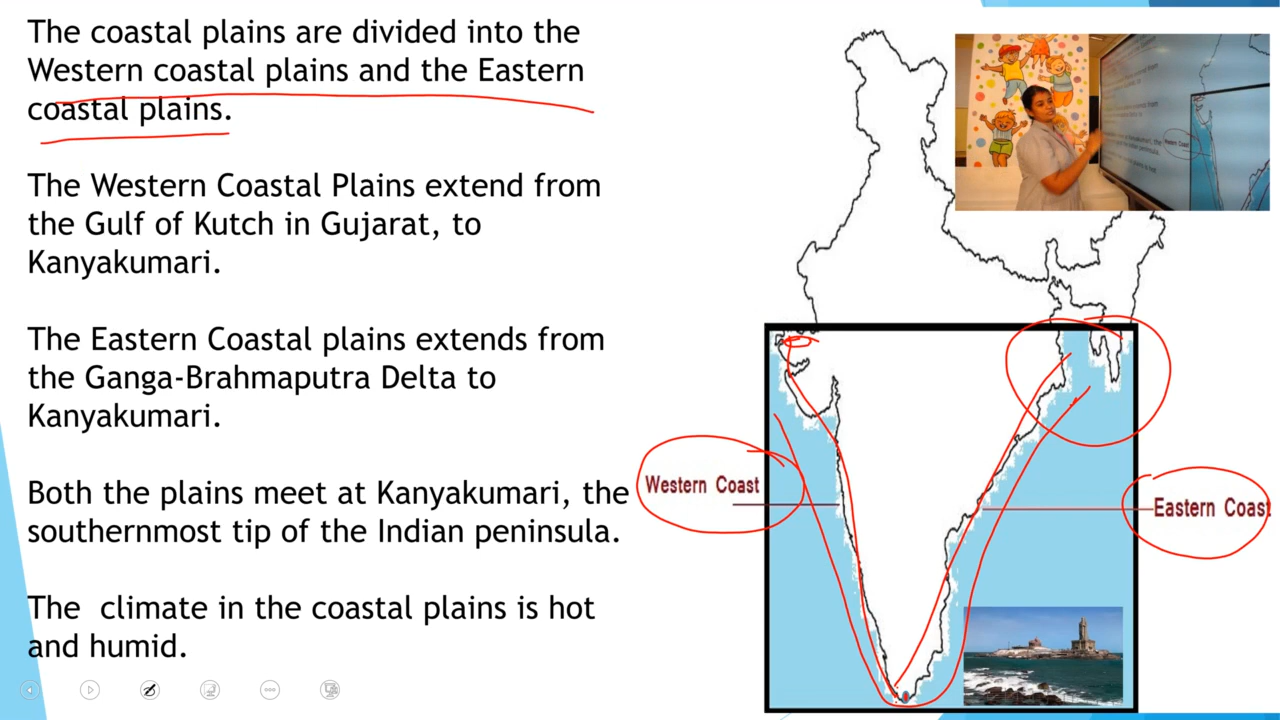 The coastal plains are divided into the
Western coastal plains and the Eastern
coastal plains.
The Western Coastal Plains extend from
the Gulf of Kutch in Gujarat, to
Kanyakumari.
The Eastern Coastal plains extends from
the Ganga-Brahmaputra Delta to
Kanyakumari.
Both the plains meet at Kanyakumari, the
southernmost tip of the Indian peninsula.
The climate in the coastal plains is hot
and humid.
Western Coast
Eastern Coast